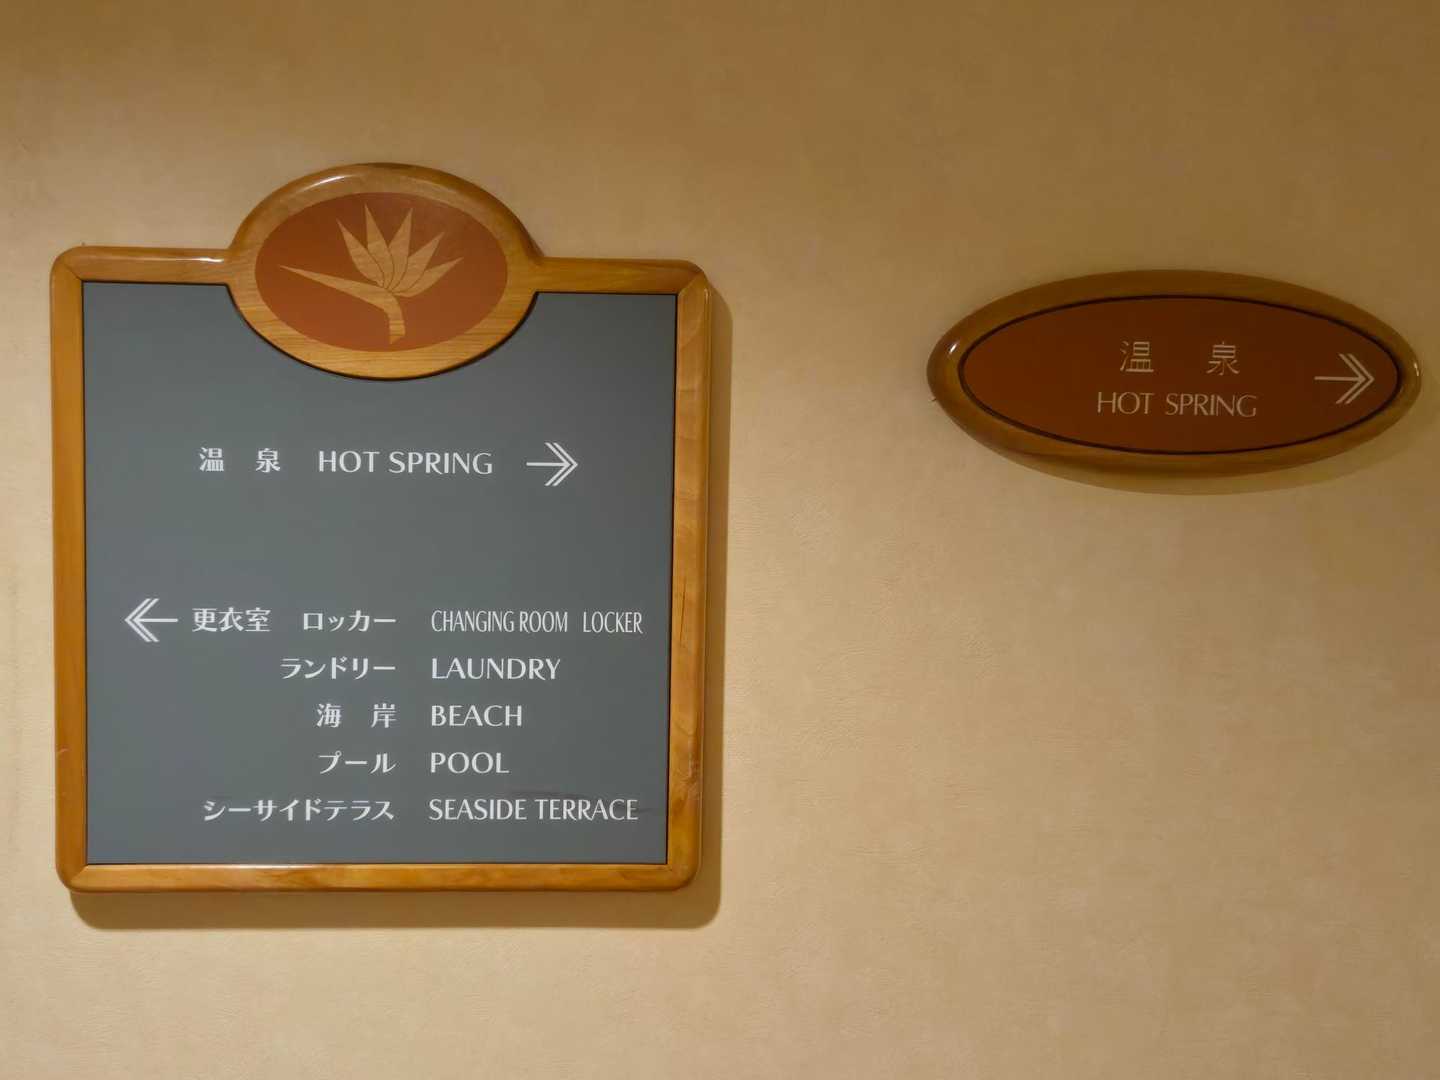 温 泉 HOT SPRING
更衣室 ロッカー CHANGING ROOM LOCKER
ランドリー LAUNDRY
海 岸 BEACH
プール POOL
シーサイドテラス SEASIDE TERRACE
温 泉
HOT SPRING